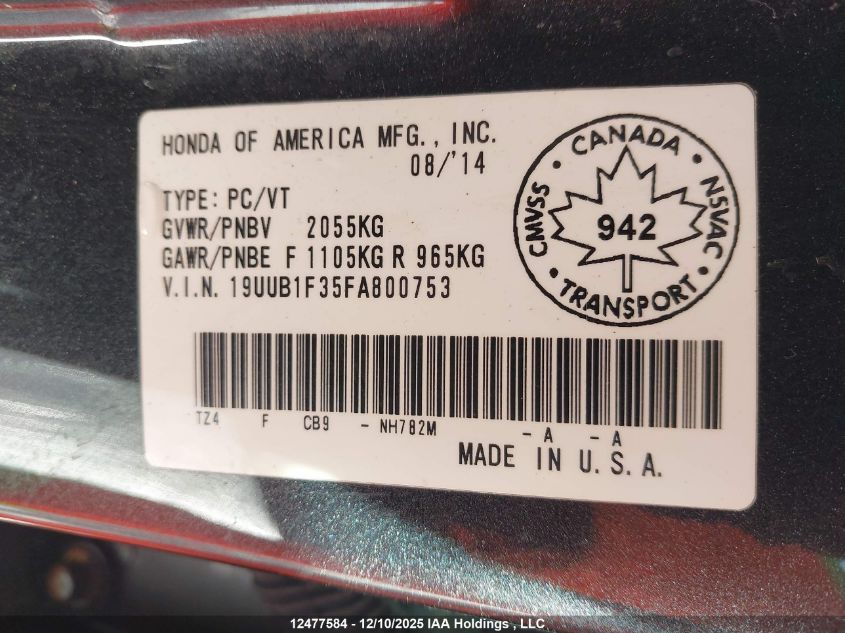 HONDA OF AMERICA MFG., INC.
08/'14
TYPE: PC/VT
GVWR/PNBV 2055KG
GAWR/PNBE F 1105KG R 965KG
V.I.N. 19UUB1F35FA800753
CANADA
CMVSS
NSVAC
942
TRANSPORT
TZ4 F CB9 - NH782M - A - A
MADE IN U.S.A.
12477584 - 12/10/2025 IAA Holdings , LLC